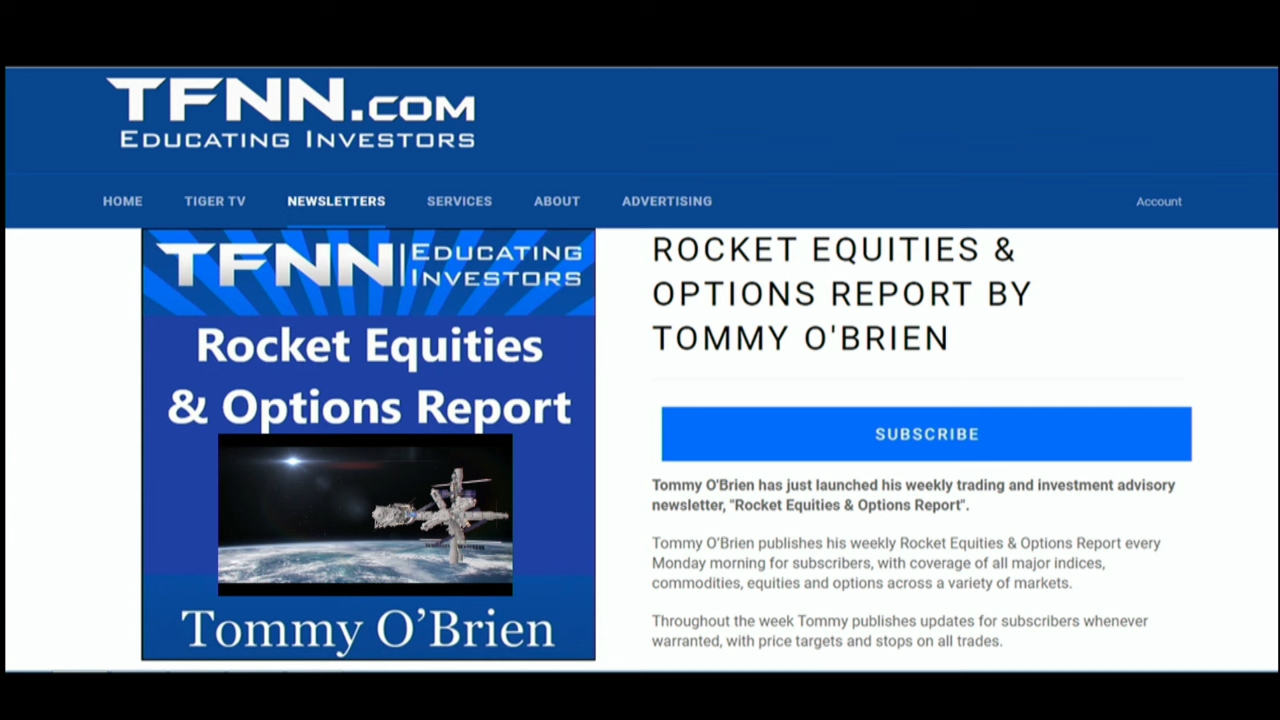 TFNN.COM
EDUCATING INVESTORS
HOME TIGER TV NEWSLETTERS SERVICES ABOUT ADVERTISING Account
TFNN | EDUCATING
INVESTORS
Rocket Equities
& Options Report
Tommy O’Brien
ROCKET EQUITIES &
OPTIONS REPORT BY
TOMMY O'BRIEN
SUBSCRIBE
Tommy O'Brien has just launched his weekly trading and investment advisory
newsletter, "Rocket Equities & Options Report".
Tommy O'Brien publishes his weekly Rocket Equities & Options Report every
Monday morning for subscribers, with coverage of all major indices,
commodities, equities and options across a variety of markets.
Throughout the week Tommy publishes updates for subscribers whenever
warranted, with price targets and stops on all trades.